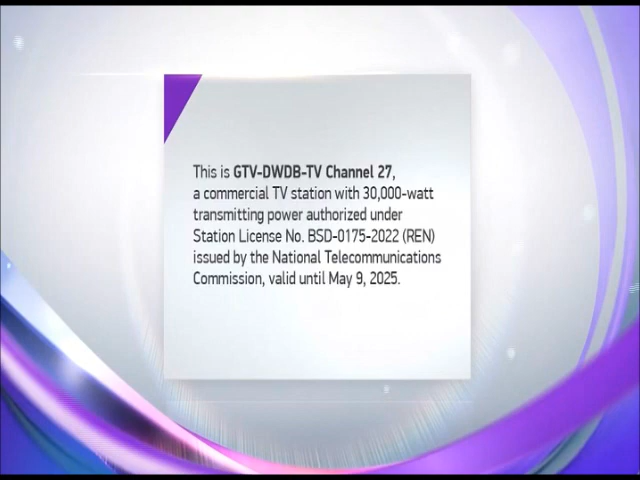 This is GTV-DWDB-TV Channel 27,
a commercial TV station with 30,000-watt
transmitting power authorized under
Station License No. BSD-0175-2022 (REN)
issued by the National Telecommunications
Commission, valid until May 9, 2025.